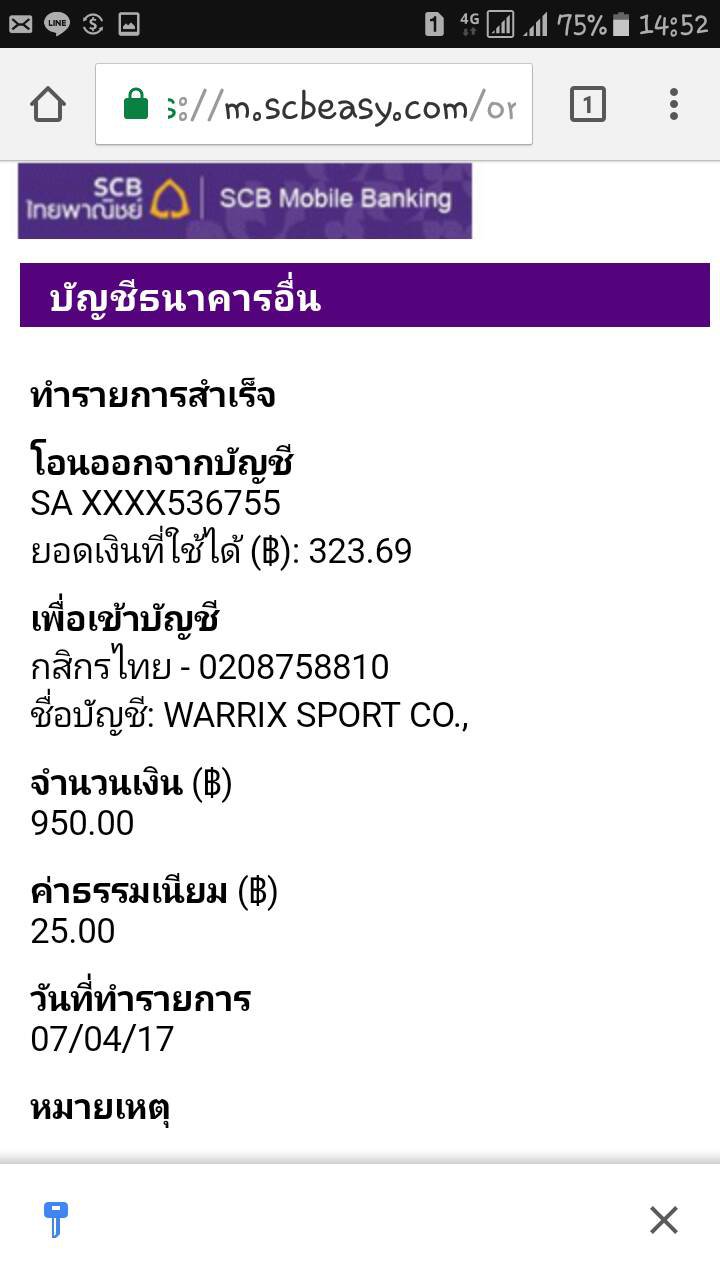 LINE
1 4G 75% 14:52
s://m.scbeasy.com/or
1
SCB
ไทยพาณิชย์
SCB Mobile Banking
บัญชีธนาคารอื่น
ทำรายการสำเร็จ
โอนออกจากบัญชี
SA XXXX536755
ยอดเงินที่ใช้ได้ (฿): 323.69
เพื่อเข้าบัญชี
กสิกรไทย - 0208758810
ชื่อบัญชี: WARRIX SPORT CO.,
จำนวนเงิน (฿)
950.00
ค่าธรรมเนียม (฿)
25.00
วันที่ทำรายการ
07/04/17
หมายเหตุ